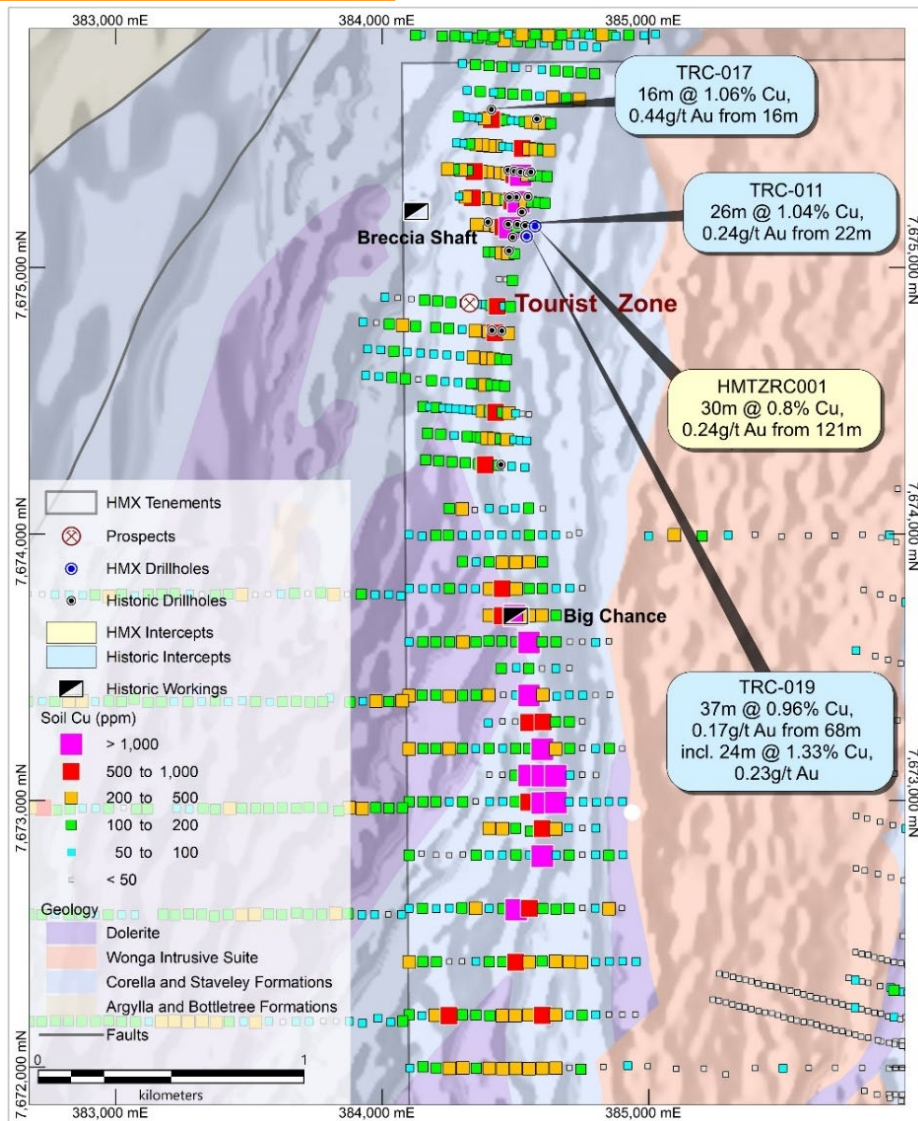 383,000 mE
384,000 mE
385,000 mE
TRC-017
16m @ 1.06% Cu,
0.44g/t Au from 16m
TRC-011
26m @ 1.04% Cu,
0.24g/t Au from 22m
7,675,000 mN
7,675,000 mN
Breccia Shaft
Tourist Zone
HMTZRC001
30m @ 0.8% Cu,
0.24g/t Au from 121m
7,674,000 mN
7,674,000 mN
Big Chance
TRC-019
37m @ 0.96% Cu,
0.17g/t Au from 68m
incl. 24m @ 1.33% Cu,
0.23g/t Au
HMX Tenements
Prospects
HMX Drillholes
Historic Drillholes
HMX Intercepts
Historic Intercepts
Historic Workings
Soil Cu (ppm)
> 1,000
500 to 1,000
200 to 500
100 to 200
50 to 100
< 50
Geology
Dolerite
Wonga Intrusive Suite
Corella and Staveley Formations
Argylla and Bottletree Formations
Faults
0
1
kilometers
7,673,000 mN
7,673,000 mN
7,672,000 mN
7,672,000 mN
383,000 mE
384,000 mE
385,000 mE